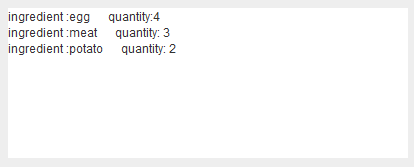 ingredient :egg quantity:4
ingredient :meat quantity: 3
ingredient :potato quantity: 2